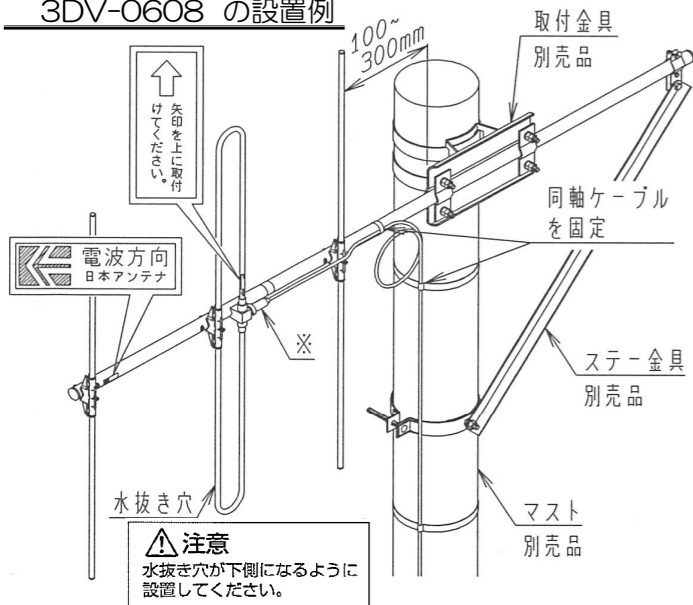 3DV-0608 の設置例
100~
300mm
取付金具
別売品
矢印を上に取付
けてください。
電波方向
日本アンテナ
同軸ケーブル
を固定
※
ステー金具
別売品
水抜き穴
マスト
別売品
注意
水抜き穴が下側になるように
設置してください。